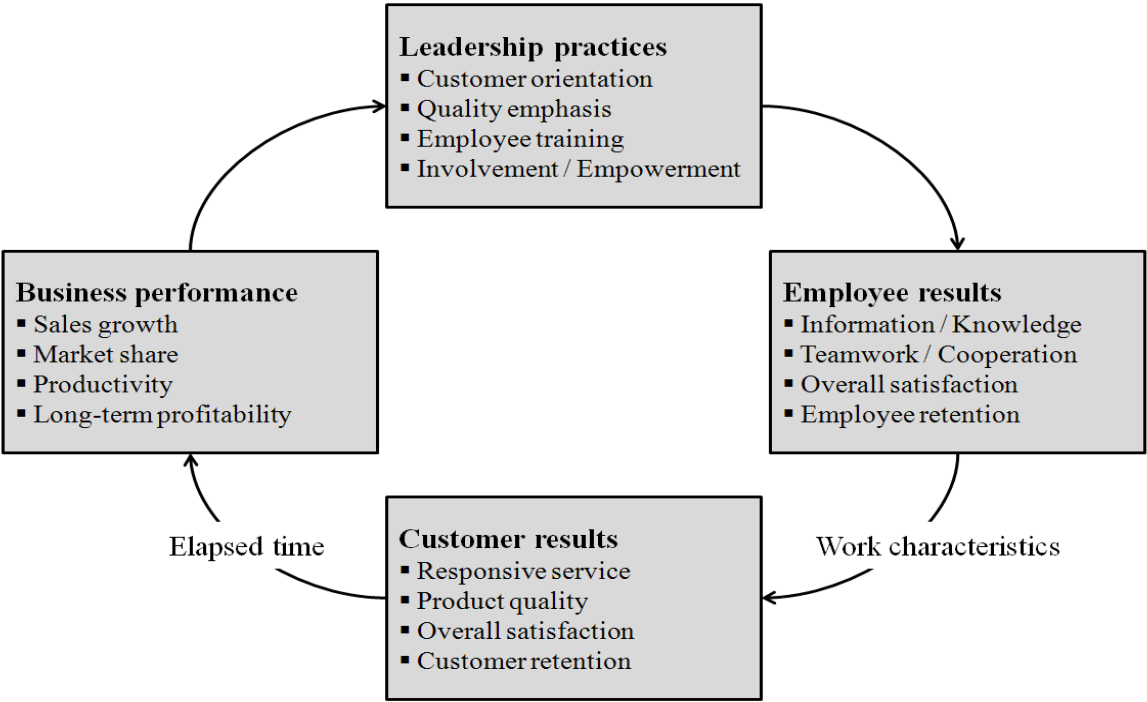 Leadership practices
▪ Customer orientation
▪ Quality emphasis
▪ Employee training
▪ Involvement / Empowerment
Business performance
▪ Sales growth
▪ Market share
▪ Productivity
▪ Long-term profitability
Employee results
▪ Information / Knowledge
▪ Teamwork / Cooperation
▪ Overall satisfaction
▪ Employee retention
Elapsed time
Work characteristics
Customer results
▪ Responsive service
▪ Product quality
▪ Overall satisfaction
▪ Customer retention